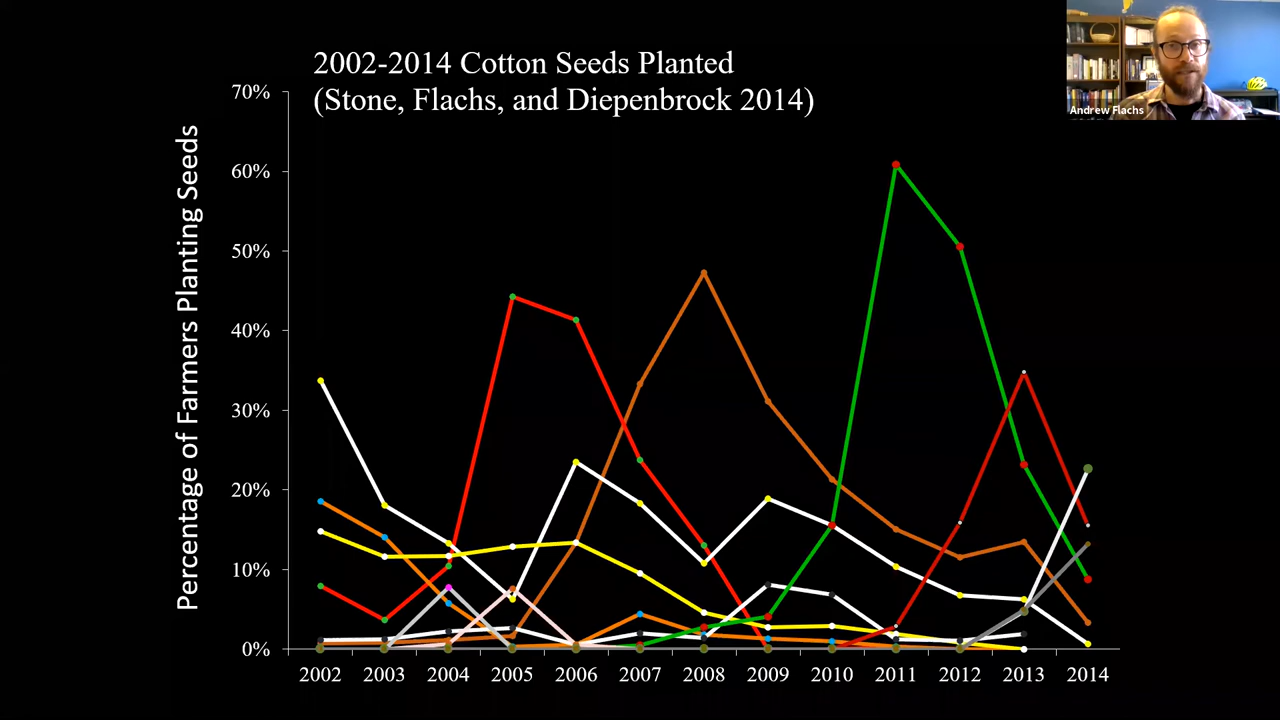 2002-2014 Cotton Seeds Planted
(Stone, Flachs, and Diepenbrock 2014)
Andrew Flachs
Percentage of Farmers Planting Seeds
70%
60%
50%
40%
30%
20%
10%
0%
2002 2003 2004 2005 2006 2007 2008 2009 2010 2011 2012 2013 2014